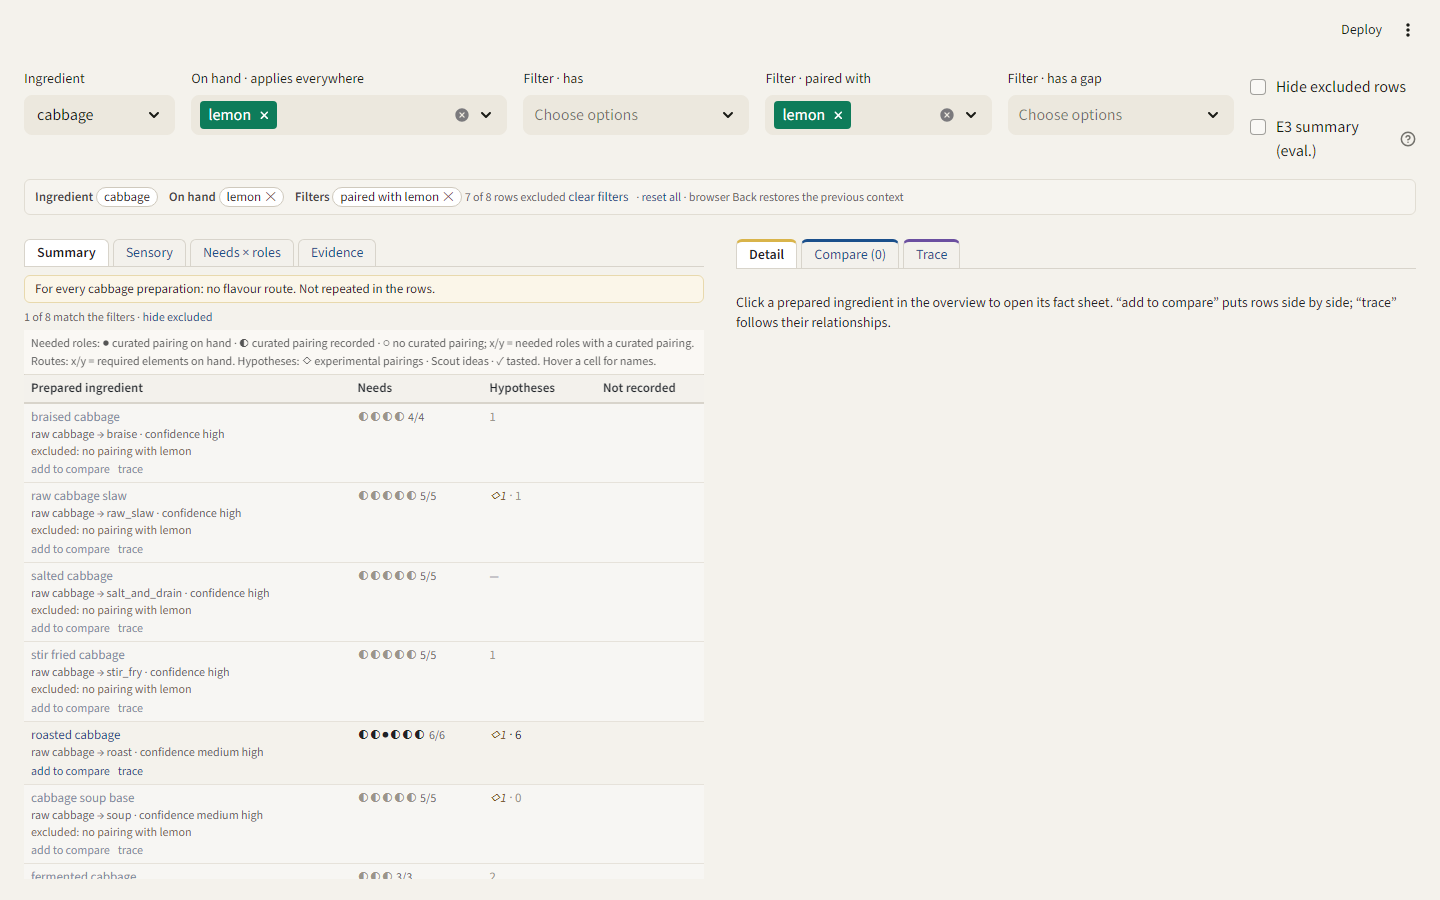 Deploy
Ingredient
On hand · applies everywhere
Filter · has
Filter · paired with
Filter · has a gap
cabbage
lemon ×
Choose options
lemon ×
Choose options
Hide excluded rows
E3 summary (eval.)
Ingredient cabbage On hand lemon × Filters paired with lemon × 7 of 8 rows excluded clear filters · reset all · browser Back restores the previous context
Summary
Sensory
Needs × roles
Evidence
For every cabbage preparation: no flavour route. Not repeated in the rows.
1 of 8 match the filters · hide excluded
Needed roles: ● curated pairing on hand · ◐ curated pairing recorded · ○ no curated pairing; x/y = needed roles with a curated pairing.
Routes: x/y = required elements on hand. Hypotheses: ◇ experimental pairings · Scout ideas · ✓ tasted. Hover a cell for names.
Prepared ingredient Needs Hypotheses Not recorded
braised cabbage ◐◐◐◐ 4/4 1
raw cabbage → braise · confidence high
excluded: no pairing with lemon
add to compare trace
raw cabbage slaw ◐◐◐◐◐ 5/5 ◇1 · 1
raw cabbage → raw_slaw · confidence high
excluded: no pairing with lemon
add to compare trace
salted cabbage ◐◐◐◐◐ 5/5 —
raw cabbage → salt_and_drain · confidence high
excluded: no pairing with lemon
add to compare trace
stir fried cabbage ◐◐◐◐◐ 5/5 1
raw cabbage → stir_fry · confidence high
excluded: no pairing with lemon
add to compare trace
roasted cabbage ◐◐●◐◐◐ 6/6 ◇1 · 6
raw cabbage → roast · confidence medium high
add to compare trace
cabbage soup base ◐◐◐◐◐ 5/5 ◇1 · 0
raw cabbage → soup · confidence medium high
excluded: no pairing with lemon
add to compare trace
fermented cabbage ◐◐◐ 3/3 2
Detail
Compare (0)
Trace
Click a prepared ingredient in the overview to open its fact sheet. “add to compare” puts rows side by side; “trace”
follows their relationships.